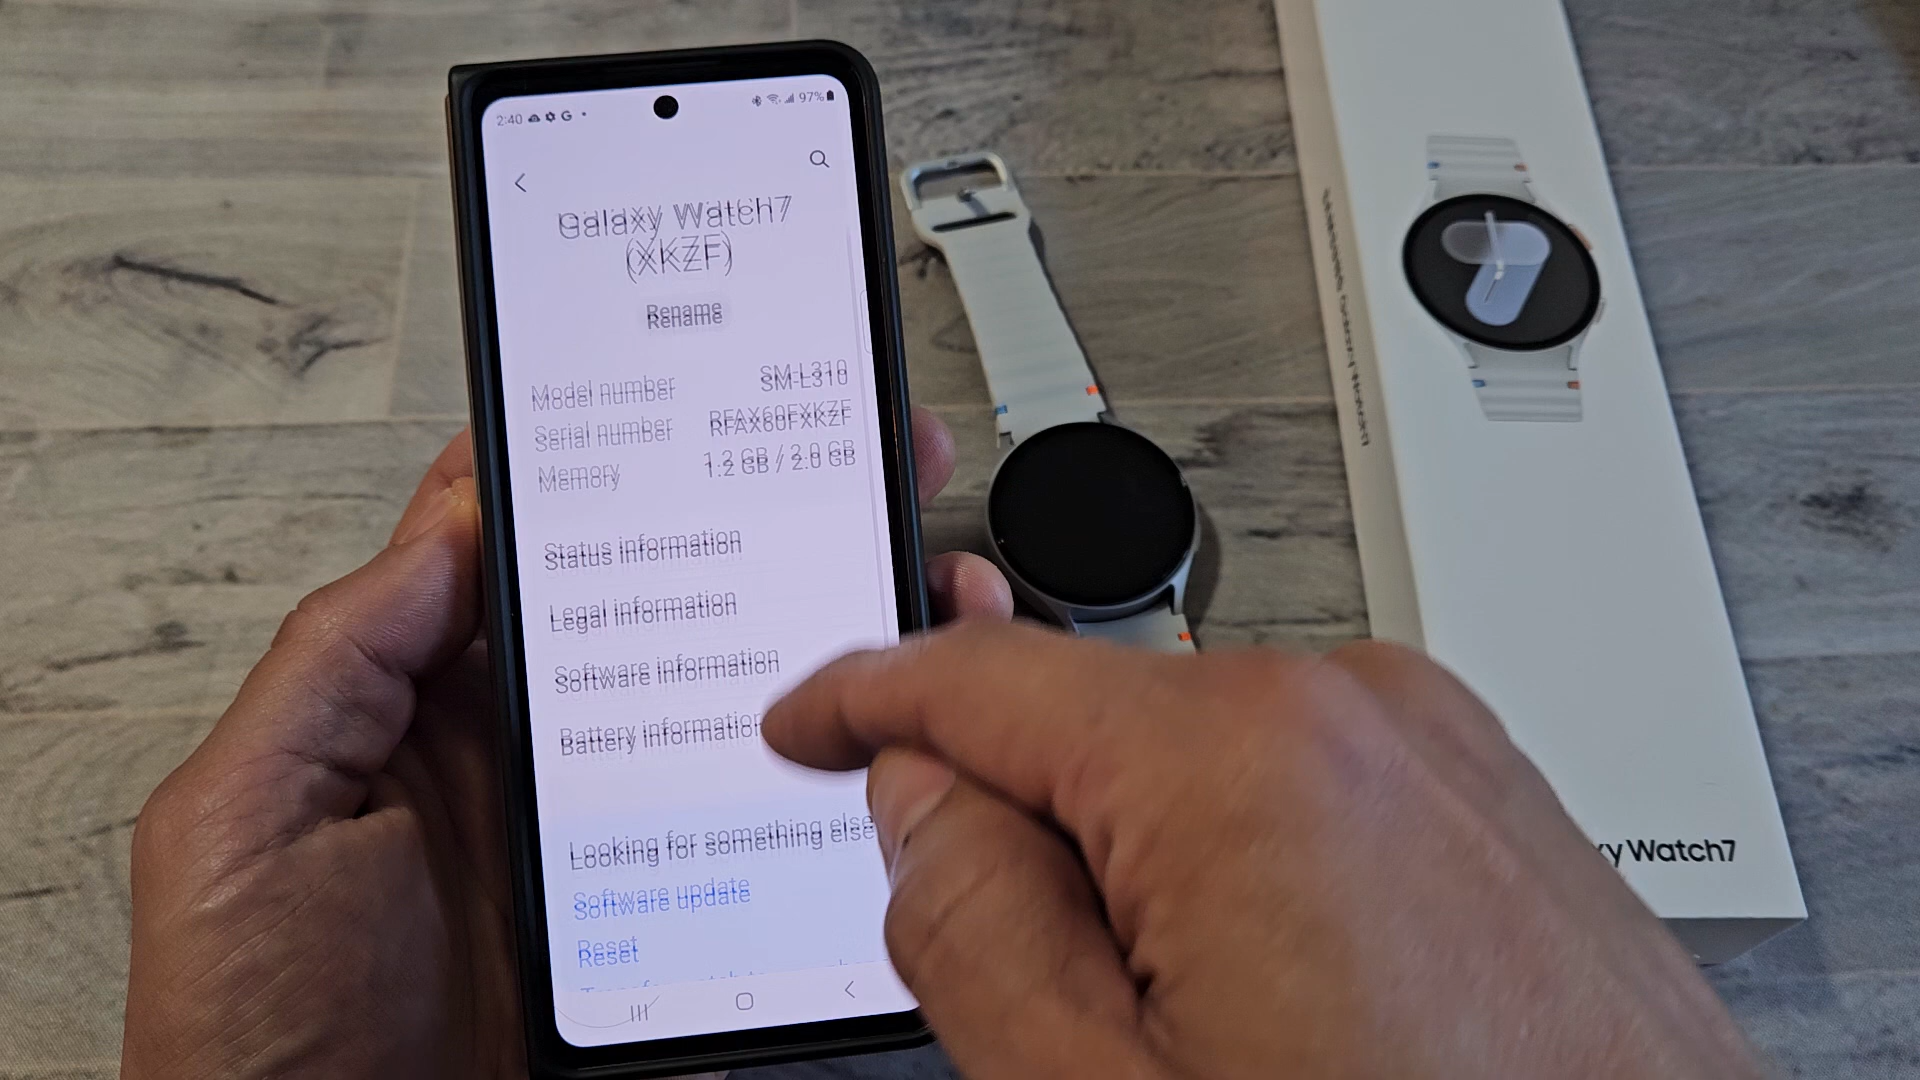 2:40 G 97%
Galaxy Watch7
(XKZF)
Rename
Model number SM-L310
Serial number RFAX60FXKZF
Memory 1.2 GB / 2.0 GB
Status information
Legal information
Software information
Battery information
Looking for something else
Software update
Reset
Watch7